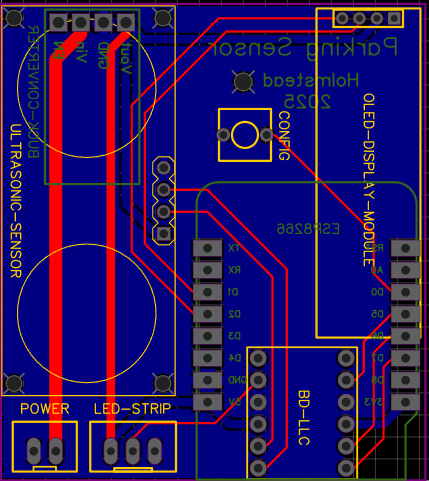 Parking Sensor
Holmstead
2025
BUCK-CONVERTER
Vin
GND
Vout
ULTRASONIC-SENSOR
CONFIG
OLED-DISPLAY-MODULE
ESP8266
TX
RX
D1
D2
D3
D4
GND
5V
RST
A0
D0
D5
D6
D7
D8
3V3
BD-LLC
POWER
LED-STRIP